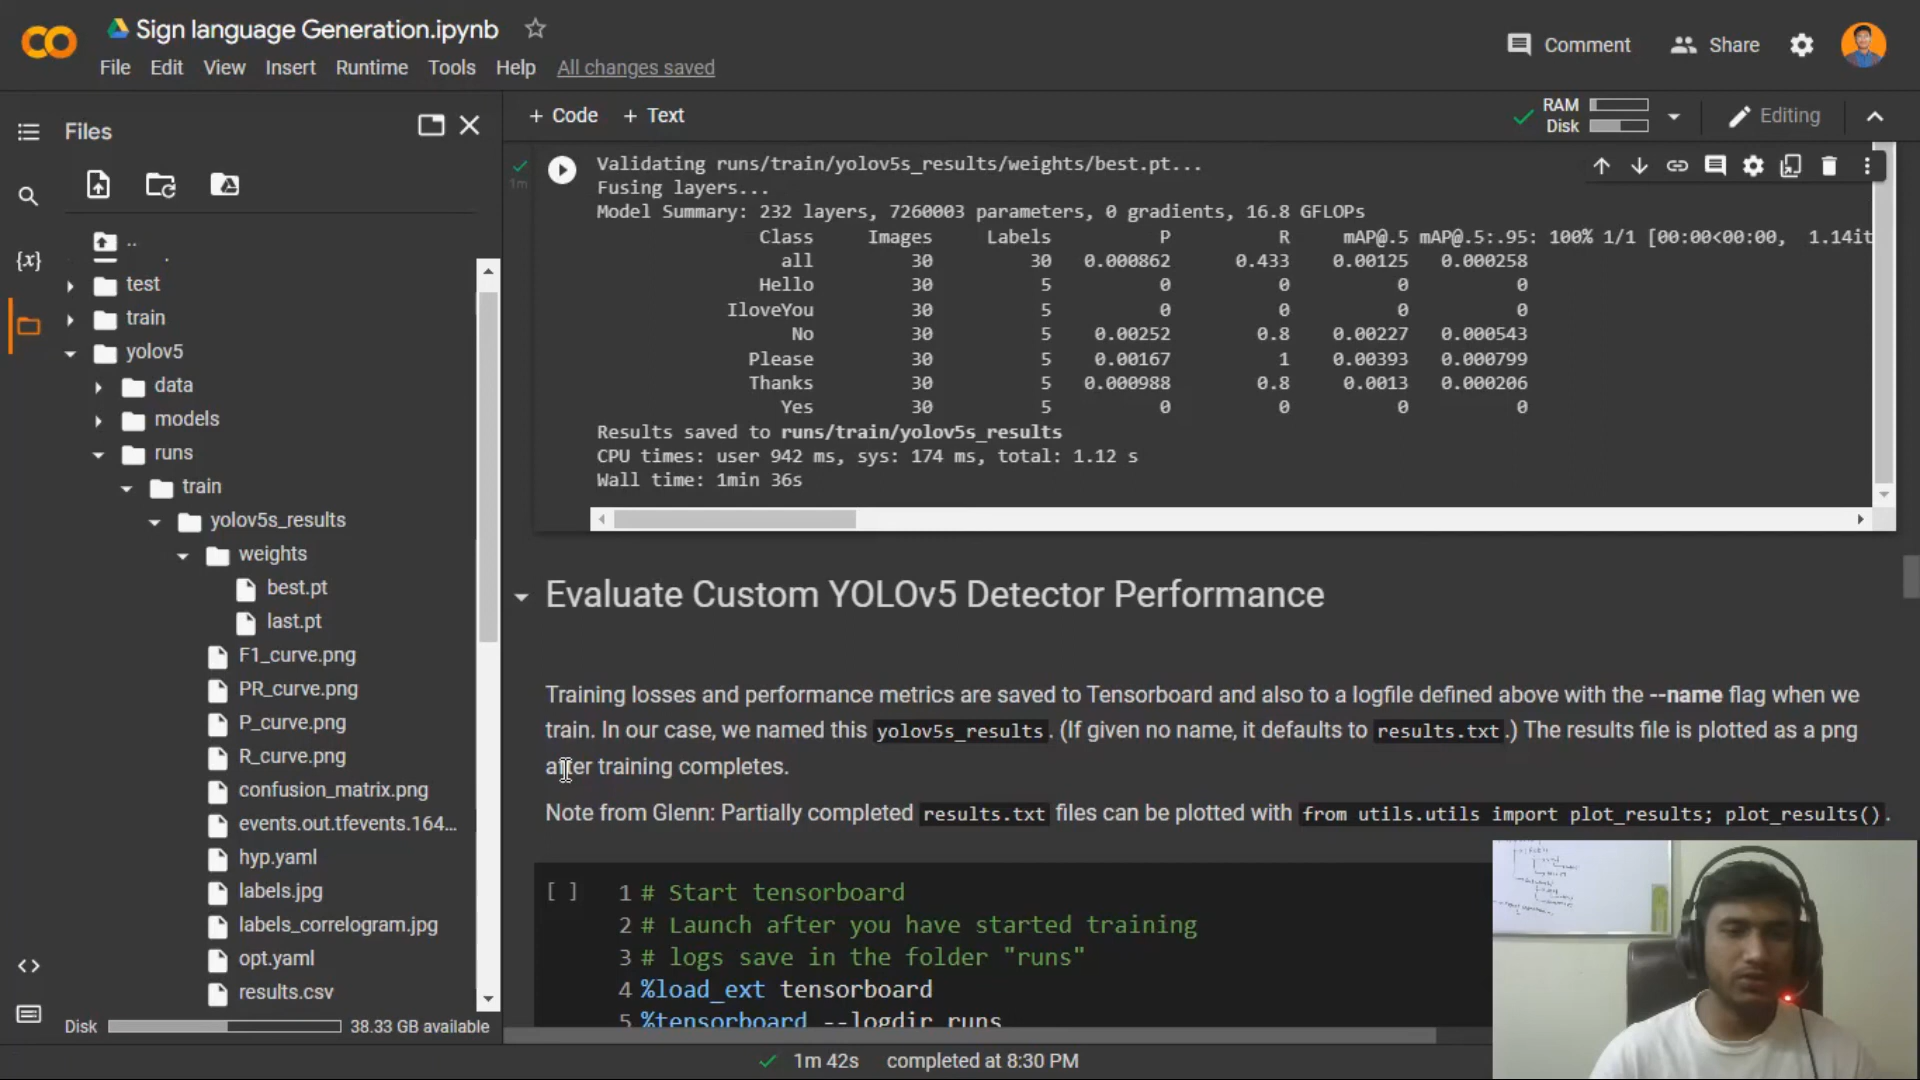 Sign language Generation.ipynb
File Edit View Insert Runtime Tools Help All changes saved
Comment Share
Files
+ Code + Text
RAM
Disk
Editing
..
test
train
yolov5
data
models
runs
train
yolov5s_results
weights
best.pt
last.pt
F1_curve.png
PR_curve.png
P_curve.png
R_curve.png
confusion_matrix.png
events.out.tfevents.164...
hyp.yaml
labels.jpg
labels_correlogram.jpg
opt.yaml
results.csv
Disk 38.33 GB available
{x}
1m
Validating runs/train/yolov5s_results/weights/best.pt...
Fusing layers...
Model Summary: 232 layers, 7260003 parameters, 0 gradients, 16.8 GFLOPs
Class Images Labels P R mAP@.5 mAP@.5:.95: 100% 1/1 [00:00<00:00, 1.14it
all 30 30 0.000862 0.433 0.00125 0.000258
Hello 30 5 0 0 0 0
IloveYou 30 5 0 0 0 0
No 30 5 0.00252 0.8 0.00227 0.000543
Please 30 5 0.00167 1 0.00393 0.000799
Thanks 30 5 0.000988 0.8 0.0013 0.000206
Yes 30 5 0 0 0 0
Results saved to runs/train/yolov5s_results
CPU times: user 942 ms, sys: 174 ms, total: 1.12 s
Wall time: 1min 36s
Evaluate Custom YOLOv5 Detector Performance
Training losses and performance metrics are saved to Tensorboard and also to a logfile defined above with the --name flag when we
train. In our case, we named this yolov5s_results. (If given no name, it defaults to results.txt.) The results file is plotted as a png
after training completes.
Note from Glenn: Partially completed results.txt files can be plotted with from utils.utils import plot_results; plot_results().
[ ] 1 # Start tensorboard
2 # Launch after you have started training
3 # logs save in the folder "runs"
4 %load_ext tensorboard
5 %tensorboard --logdir runs
1m 42s completed at 8:30 PM